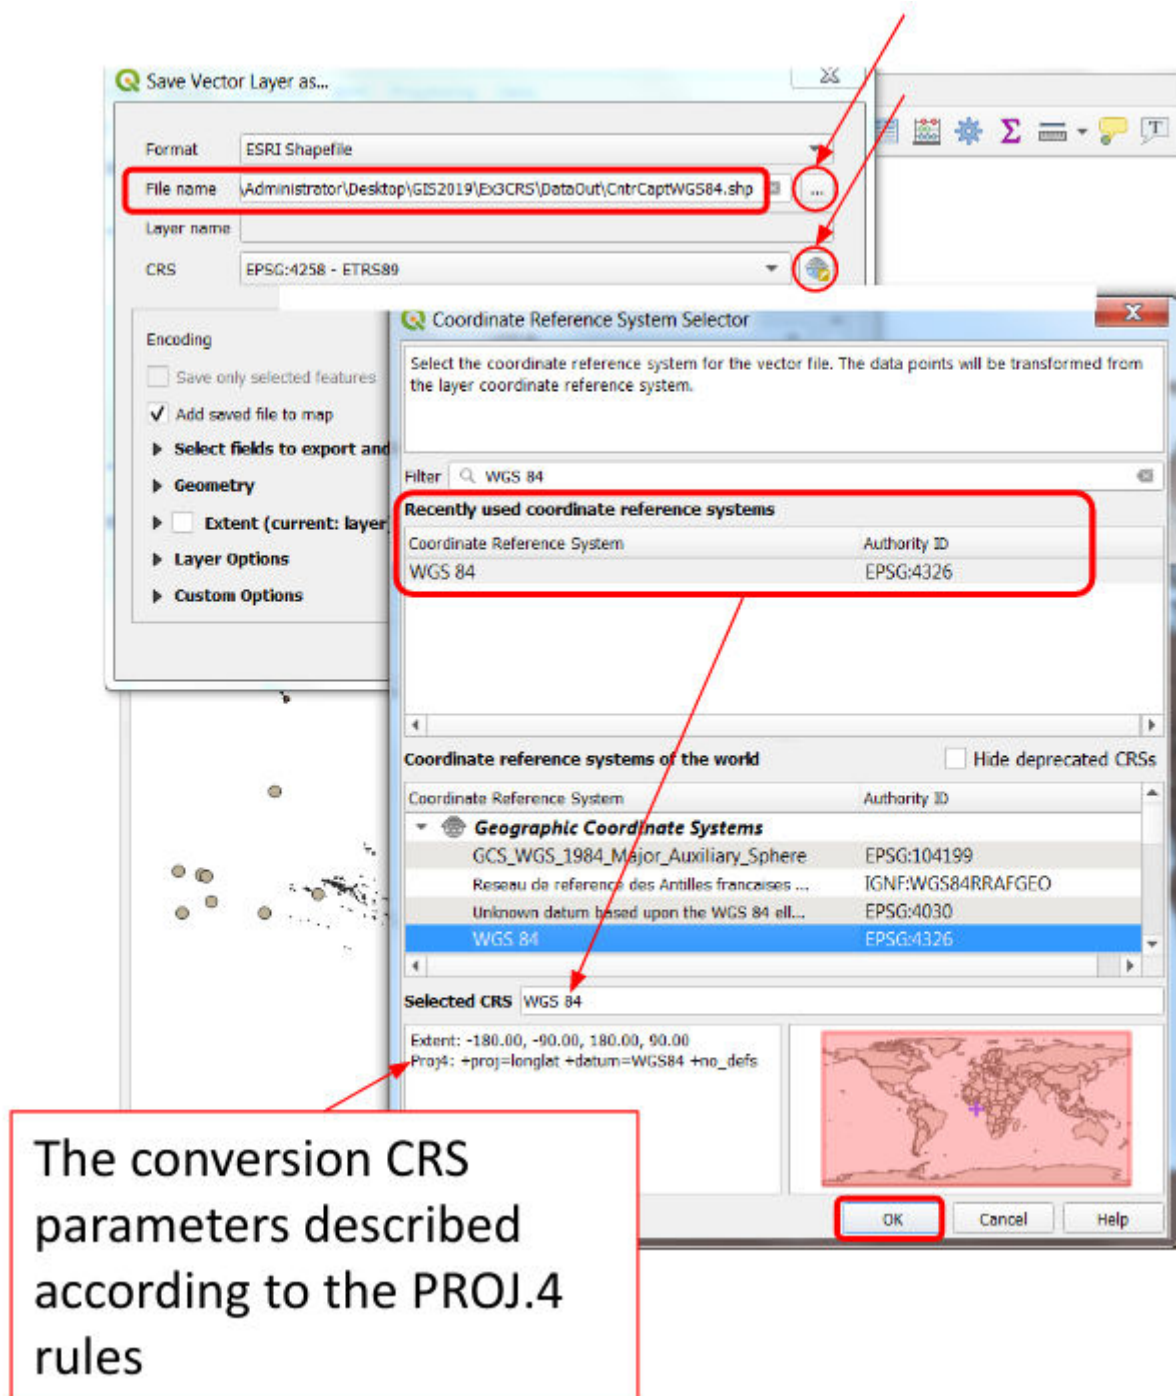 Save Vector Layer as...
Format ESRI Shapefile
File name \Administrator\Desktop\GIS2019\Ex3CRS\DataOut\CntrCaptWGS84.shp ...
Layer name
CRS EPSG:4258 - ETRS89
Encoding
Save only selected features
Add saved file to map
Select fields to export and
Geometry
Extent (current: layer
Layer Options
Custom Options
Coordinate Reference System Selector
Select the coordinate reference system for the vector file. The data points will be transformed from
the layer coordinate reference system.
Filter WGS 84
Recently used coordinate reference systems
Coordinate Reference System Authority ID
WGS 84 EPSG:4326
Coordinate reference systems of the world Hide deprecated CRSs
Coordinate Reference System Authority ID
Geographic Coordinate Systems
GCS_WGS_1984_Major_Auxiliary_Sphere EPSG:104199
Reseau de reference des Antilles francaises ... IGNF:WGS84RRAFGEO
Unknown datum based upon the WGS 84 ell... EPSG:4030
WGS 84 EPSG:4326
Selected CRS WGS 84
Extent: -180.00, -90.00, 180.00, 90.00
Proj4: +proj=longlat +datum=WGS84 +no_defs
OK Cancel Help
The conversion CRS
parameters described
according to the PROJ.4
rules